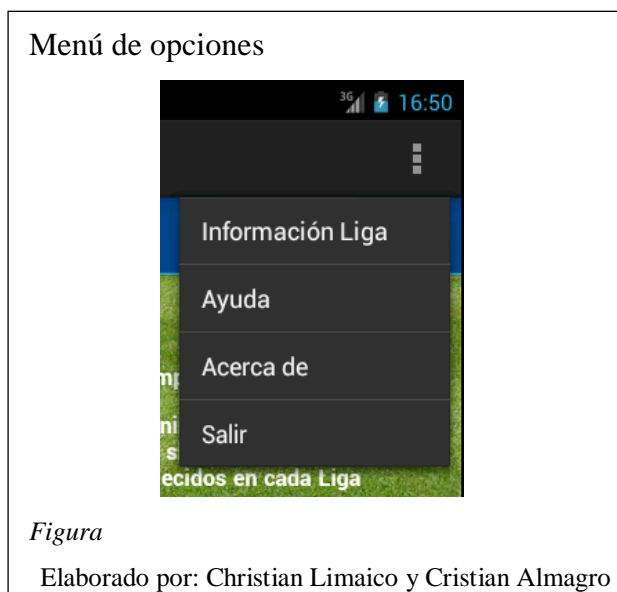 Menú de opciones
3G 16:50
Información Liga
Ayuda
Acerca de
Salir
ecidos en cada Liga
Figura
Elaborado por: Christian Limaico y Cristian Almagro